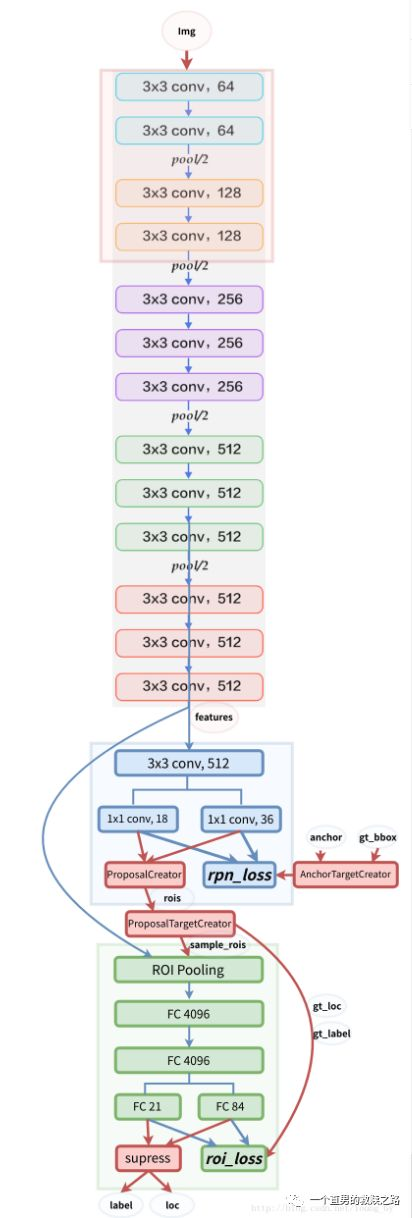 Img
3x3 conv, 64
3x3 conv, 64
pool/2
3x3 conv, 128
3x3 conv, 128
pool/2
3x3 conv, 256
3x3 conv, 256
3x3 conv, 256
pool/2
3x3 conv, 512
3x3 conv, 512
3x3 conv, 512
pool/2
3x3 conv, 512
3x3 conv, 512
3x3 conv, 512
features
3x3 conv, 512
1x1 conv, 18
1x1 conv, 36
anchor
gt_bbox
ProposalCreator
rpn_loss
AnchorTargetCreator
rois
ProposalTargetCreator
sample_rois
ROI Pooling
gt_loc
FC 4096
gt_label
FC 4096
FC 21
FC 84
supress
roi_loss
label
loc
一个直男的救赎之路